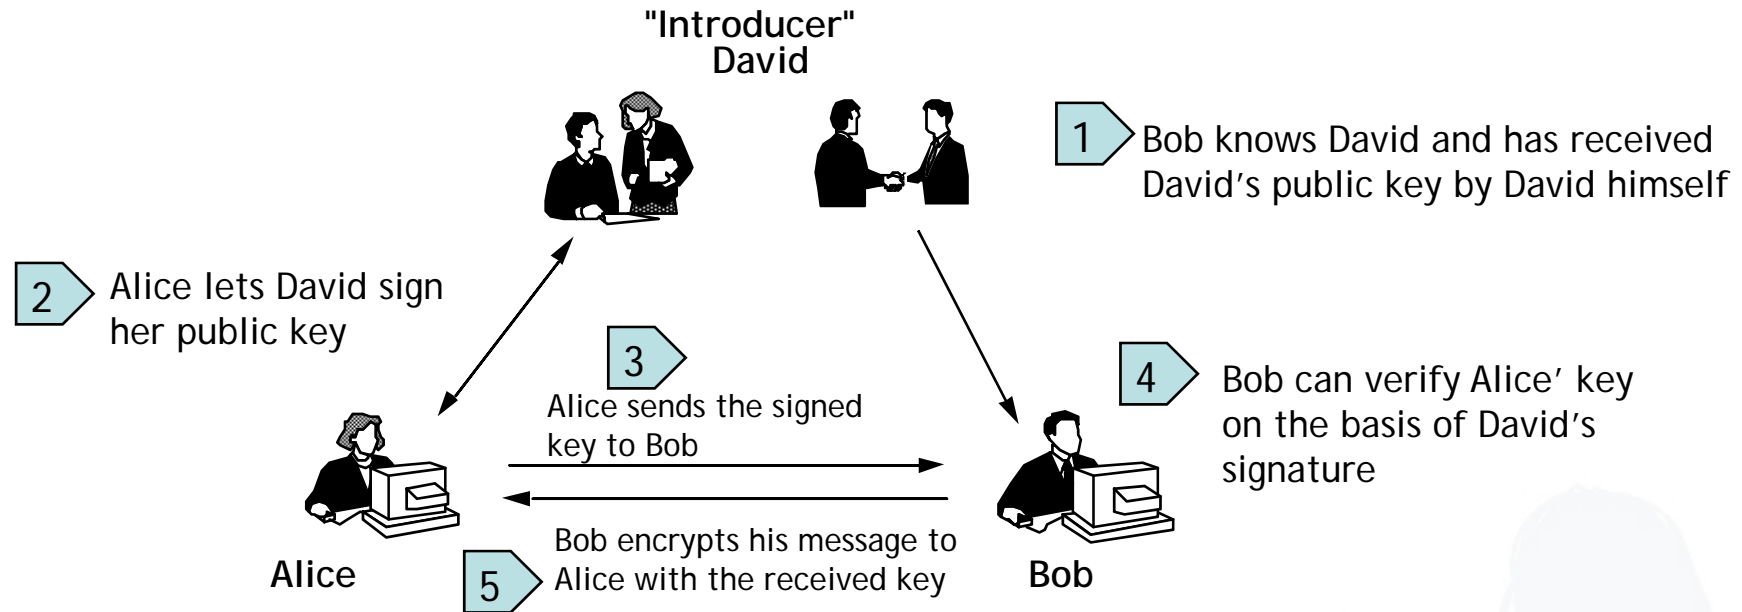 "Introducer"
David
1
Bob knows David and has received
David's public key by David himself
2
Alice lets David sign
her public key
3
Alice sends the signed
key to Bob
4
Bob can verify Alice’ key
on the basis of David’s
signature
5
Bob encrypts his message to
Alice with the received key
Alice
Bob